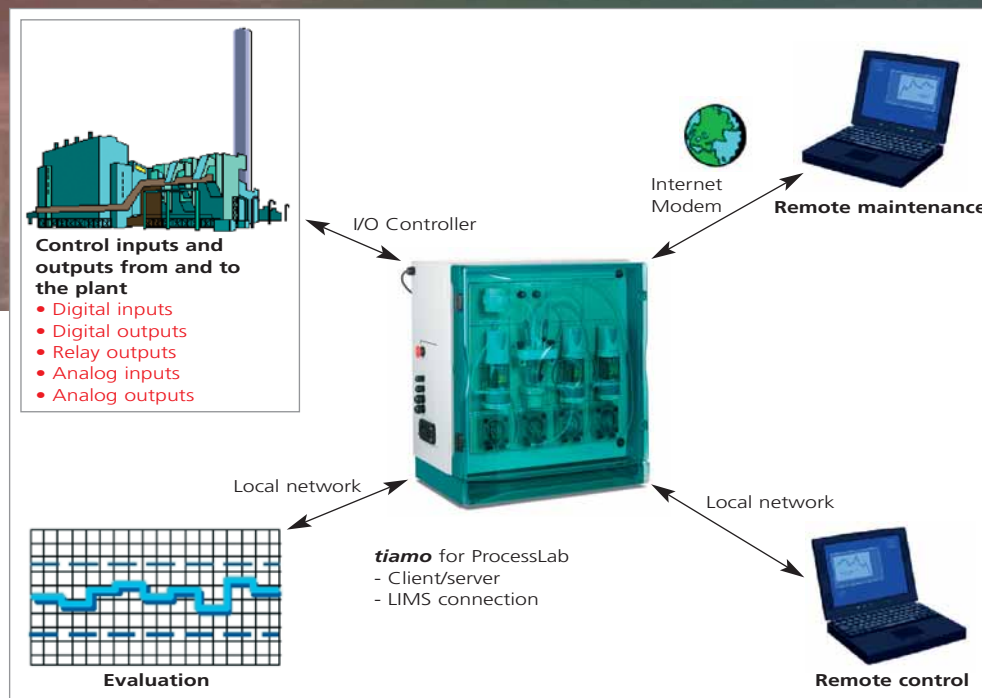 Control inputs and
outputs from and to
the plant
• Digital inputs
• Digital outputs
• Relay outputs
• Analog inputs
• Analog outputs
I/O Controller
Internet
Modem
Remote maintenance
Local network
Evaluation
tiamo for ProcessLab
- Client/server
- LIMS connection
Local network
Remote control